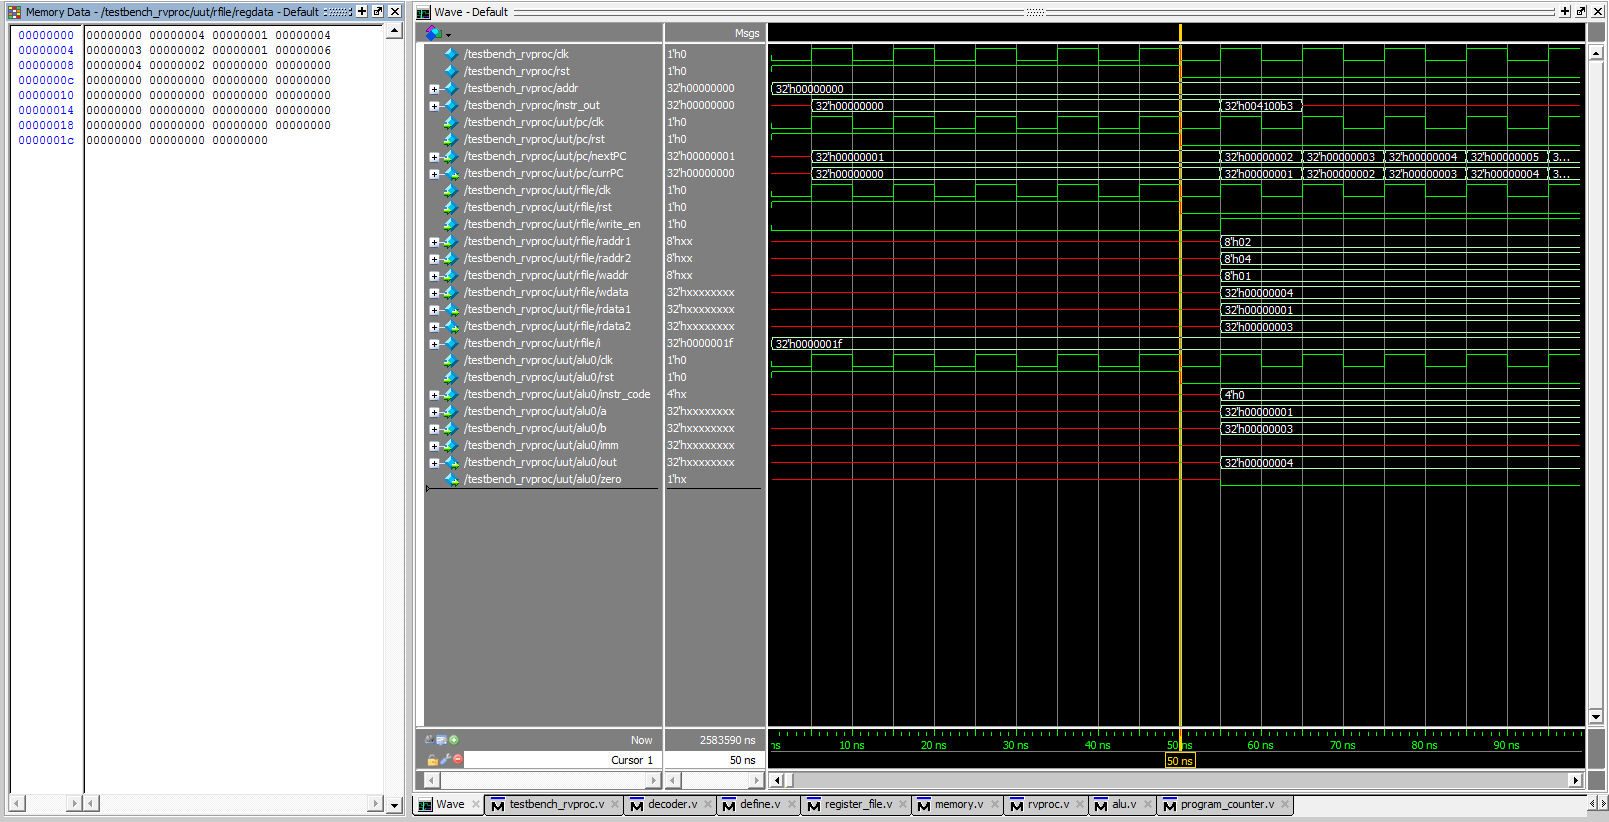 Memory Data - /testbench_rvproc/uut/rfile/regdata - Default
00000000 00000000 00000004 00000001 00000004
00000004 00000003 00000002 00000001 00000006
00000008 00000004 00000002 00000000 00000000
0000000c 00000000 00000000 00000000 00000000
00000010 00000000 00000000 00000000 00000000
00000014 00000000 00000000 00000000 00000000
00000018 00000000 00000000 00000000 00000000
0000001c 00000000 00000000 00000000
Wave - Default
Msgs
/testbench_rvproc/clk 1'h0
/testbench_rvproc/rst 1'h0
/testbench_rvproc/addr 32'h00000000 32'h00000000
/testbench_rvproc/instr_out 32'h00000000 32'h00000000 32'h004100b3
/testbench_rvproc/uut/pc/clk 1'h0
/testbench_rvproc/uut/pc/rst 1'h0
/testbench_rvproc/uut/pc/nextPC 32'h00000001 32'h00000001 32'h00000002 32'h00000003 32'h00000004 32'h00000005 3...
/testbench_rvproc/uut/pc/currPC 32'h00000000 32'h00000000 32'h00000001 32'h00000002 32'h00000003 32'h00000004 3...
/testbench_rvproc/uut/rfile/clk 1'h0
/testbench_rvproc/uut/rfile/rst 1'h0
/testbench_rvproc/uut/rfile/write_en 1'h0
/testbench_rvproc/uut/rfile/raddr1 8'hxx 8'h02
/testbench_rvproc/uut/rfile/raddr2 8'hxx 8'h04
/testbench_rvproc/uut/rfile/waddr 8'hxx 8'h01
/testbench_rvproc/uut/rfile/wdata 32'hxxxxxxxx 32'h00000004
/testbench_rvproc/uut/rfile/rdata1 32'hxxxxxxxx 32'h00000001
/testbench_rvproc/uut/rfile/rdata2 32'hxxxxxxxx 32'h00000003
/testbench_rvproc/uut/rfile/i 32'h0000001f 32'h0000001f
/testbench_rvproc/uut/alu0/clk 1'h0
/testbench_rvproc/uut/alu0/rst 1'h0
/testbench_rvproc/uut/alu0/instr_code 4'hx 4'h0
/testbench_rvproc/uut/alu0/a 32'hxxxxxxxx 32'h00000001
/testbench_rvproc/uut/alu0/b 32'hxxxxxxxx 32'h00000003
/testbench_rvproc/uut/alu0/imm 32'hxxxxxxxx
/testbench_rvproc/uut/alu0/out 32'hxxxxxxxx 32'h00000004
/testbench_rvproc/uut/alu0/zero 1'hx
Now 2583590 ns ns 10 ns 20 ns 30 ns 40 ns 50 ns 60 ns 70 ns 80 ns 90 ns
Cursor 1 50 ns 50 ns
Wave testbench_rvproc.v decoder.v define.v register_file.v memory.v rvproc.v alu.v program_counter.v